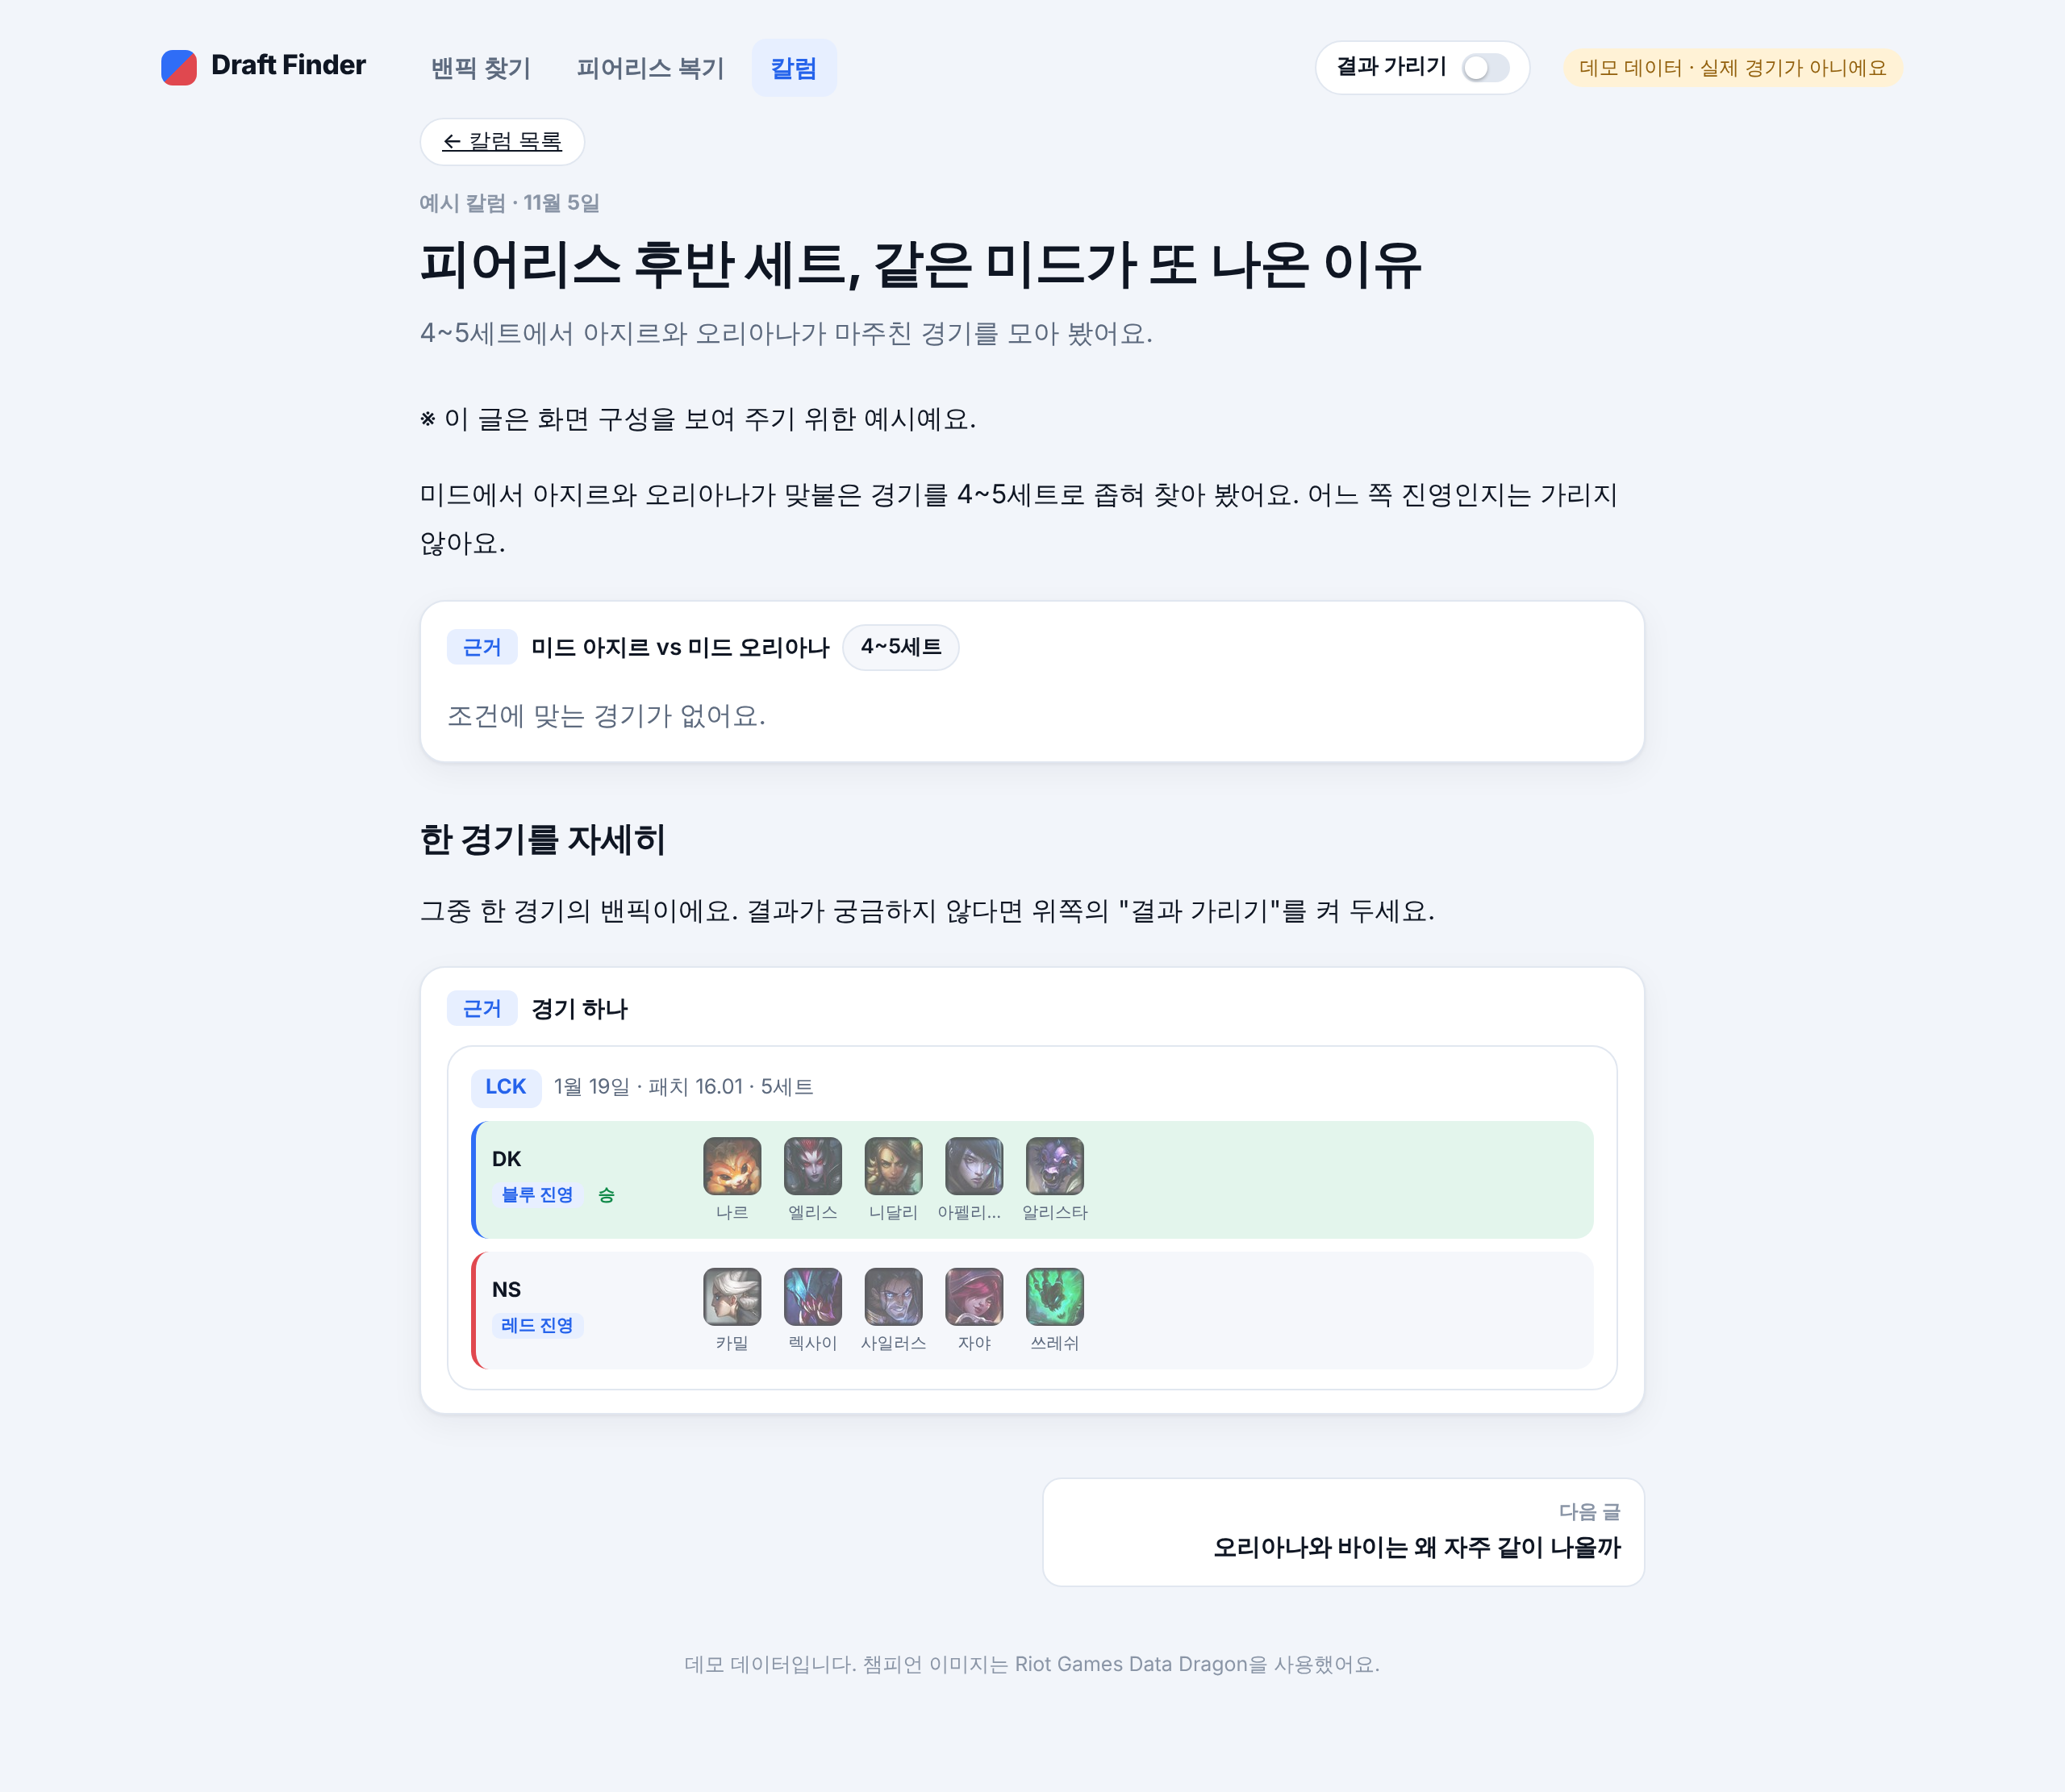 Draft Finder
밴픽 찾기
피어리스 복기
칼럼
결과 가리기
데모 데이터 · 실제 경기가 아니에요
← 칼럼 목록
예시 칼럼 · 11월 5일
피어리스 후반 세트, 같은 미드가 또 나온 이유
4~5세트에서 아지르와 오리아나가 마주친 경기를 모아 봤어요.
※ 이 글은 화면 구성을 보여 주기 위한 예시예요.
미드에서 아지르와 오리아나가 맞붙은 경기를 4~5세트로 좁혀 찾아 봤어요. 어느 쪽 진영인지는 가리지
않아요.
근거 미드 아지르 vs 미드 오리아나 4~5세트
조건에 맞는 경기가 없어요.
한 경기를 자세히
그중 한 경기의 밴픽이에요. 결과가 궁금하지 않다면 위쪽의 "결과 가리기"를 켜 두세요.
근거 경기 하나
LCK 1월 19일 · 패치 16.01 · 5세트
DK
블루 진영 승
나르 엘리스 니달리 아펠리... 알리스타
NS
레드 진영
카밀 렉사이 사일러스 자야 쓰레쉬
다음 글
오리아나와 바이는 왜 자주 같이 나올까
데모 데이터입니다. 챔피언 이미지는 Riot Games Data Dragon을 사용했어요.